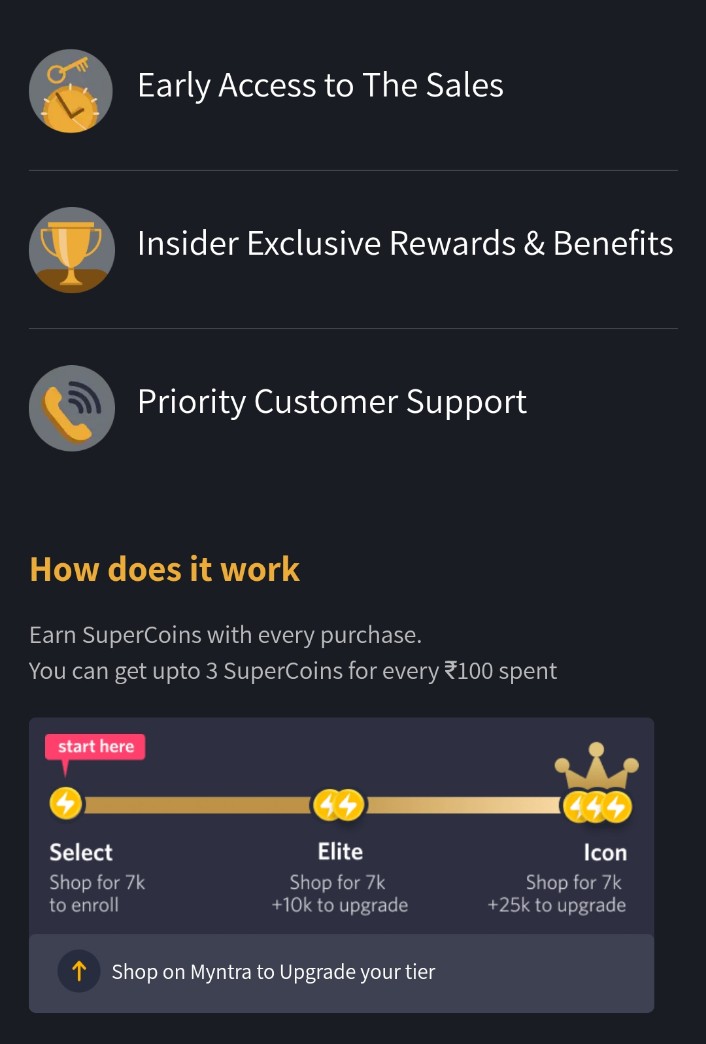 Early Access to The Sales
Insider Exclusive Rewards & Benefits
Priority Customer Support
How does it work
Earn SuperCoins with every purchase.
You can get upto 3 SuperCoins for every ₹100 spent
start here
Select
Shop for 7k
to enroll
Elite
Shop for 7k
+10k to upgrade
Icon
Shop for 7k
+25k to upgrade
Shop on Myntra to Upgrade your tier